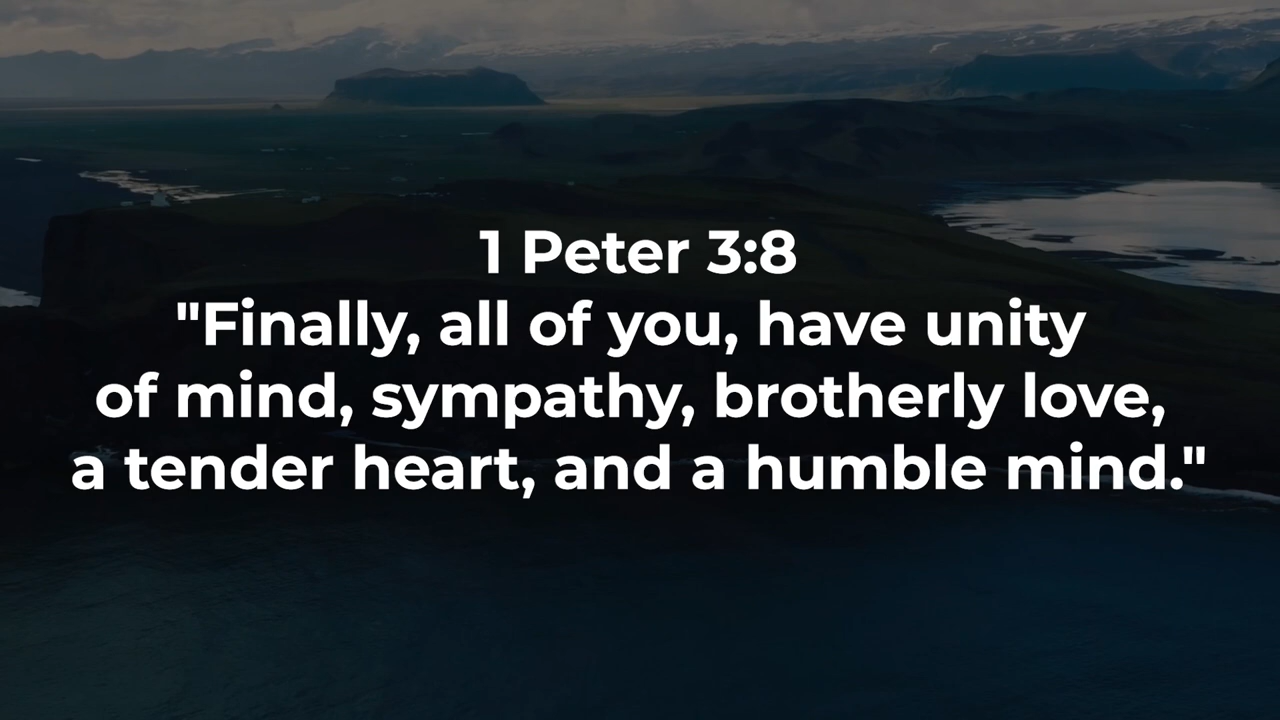 1 Peter 3:8
"Finally, all of you, have unity
of mind, sympathy, brotherly love,
a tender heart, and a humble mind."